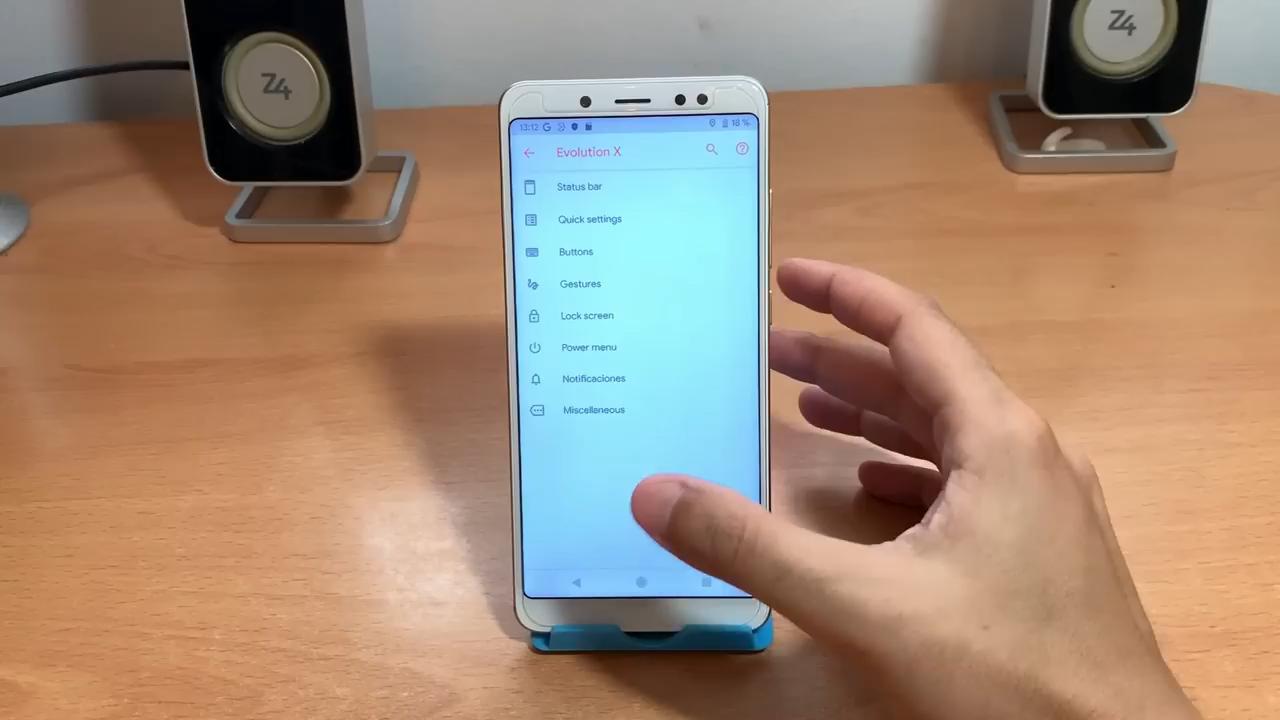 Z4
Z4
13:12 G
18 %
Evolution X
Status bar
Quick settings
Buttons
Gestures
Lock screen
Power menu
Notificaciones
Miscellaneous